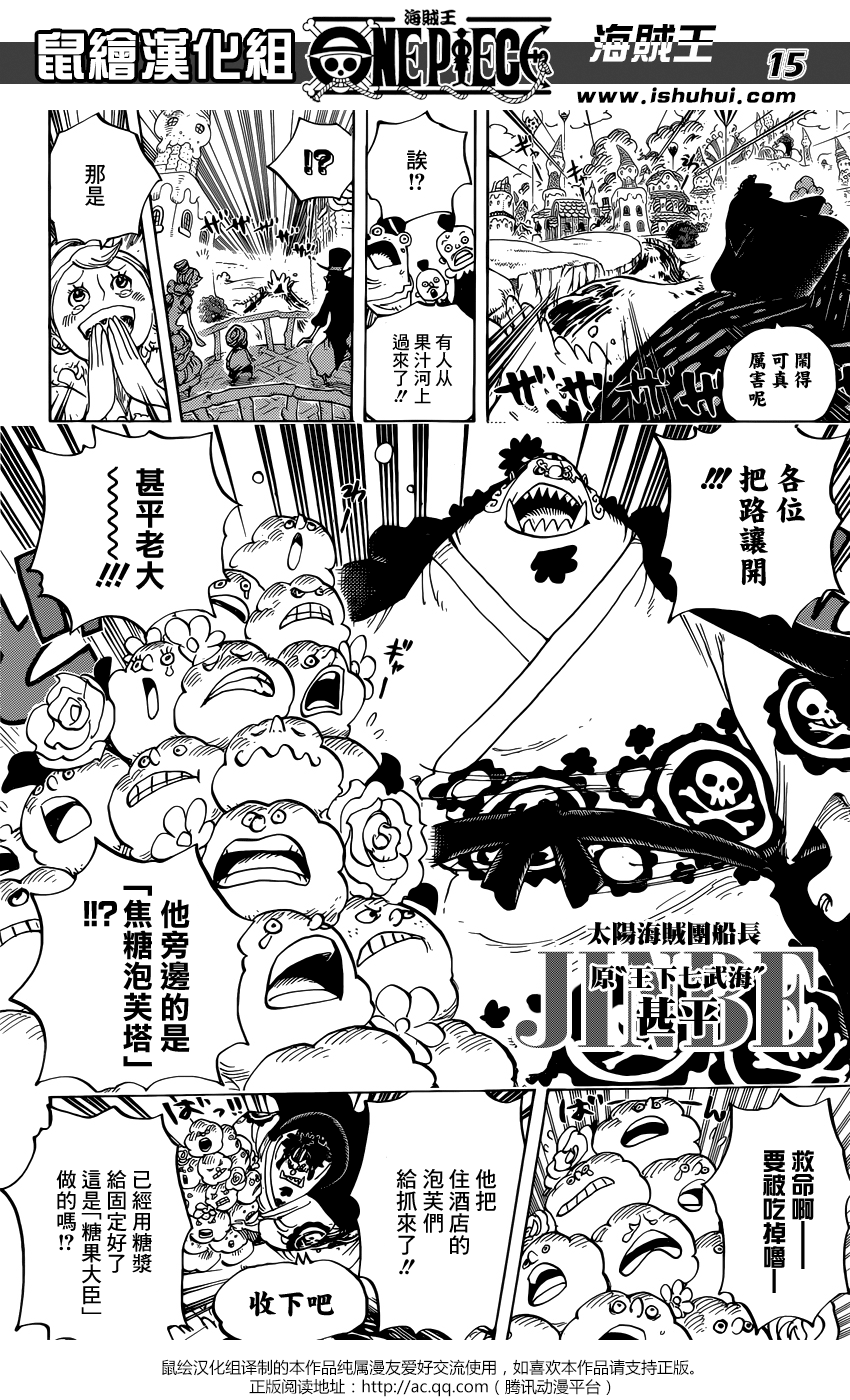 鼠繪漢化組
海賊王
ONE PIECE
海賊王
www.ishuhui.com
15
鬧得
可真
厲害呢
誒
!?
有人从
果汁河上
過來了!!
!?
那是
各位
把路讓開
!!!
甚平老大
〜〜〜!!!
他旁邊的是
「焦糖泡芙塔」
!!?
太陽海賊團船長
原〝王下七武海〞
JINBE
甚平
救命啊——
要被吃掉嚕——
他把
住酒店的
泡芙們
給抓來了!!
收下吧
已經用糖漿
給固定好了
這是「糖果大臣」
做的嗎!?
鼠绘汉化组译制的本作品纯属漫友爱好交流使用，如喜欢本作品请支持正版。
正版阅读地址：http://ac.qq.com（腾讯动漫平台）